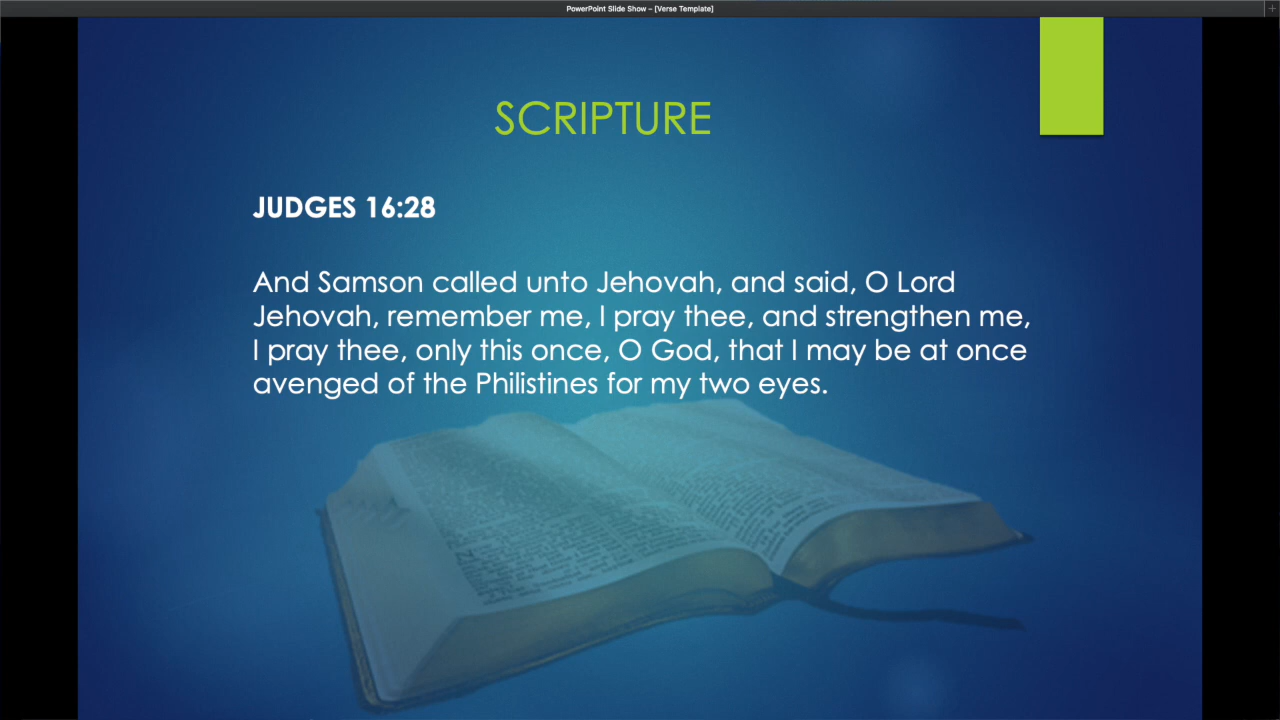 PowerPoint Slide Show – [Verse Template]
SCRIPTURE
JUDGES 16:28
And Samson called unto Jehovah, and said, O Lord
Jehovah, remember me, I pray thee, and strengthen me,
I pray thee, only this once, O God, that I may be at once
avenged of the Philistines for my two eyes.